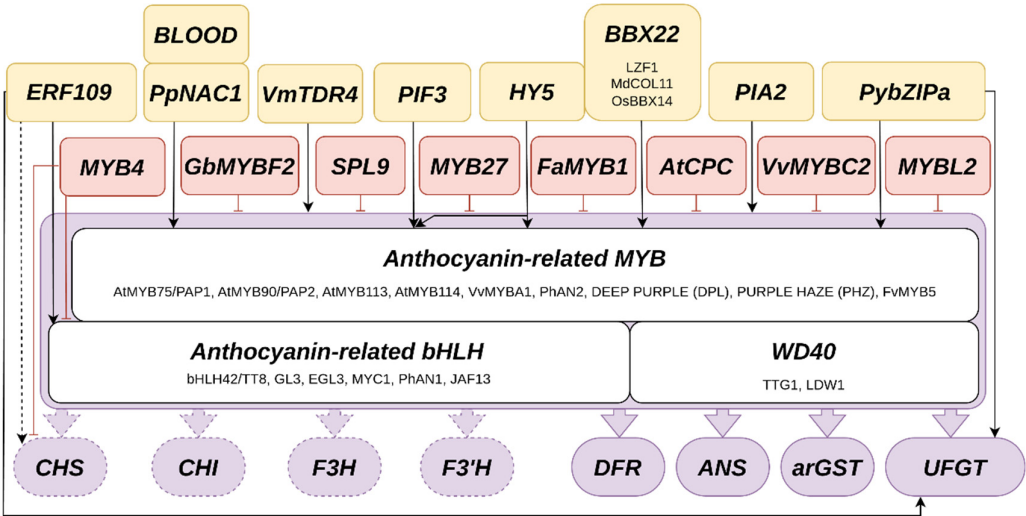 BLOOD
BBX22
LZF1
MdCOL11
OsBBX14
ERF109
PpNAC1
VmTDR4
PIF3
HY5
PIA2
PybZIPa
MYB4
GbMYBF2
SPL9
MYB27
FaMYB1
AtCPC
VvMYBC2
MYBL2
Anthocyanin-related MYB
AtMYB75/PAP1, AtMYB90/PAP2, AtMYB113, AtMYB114, VvMYBA1, PhAN2, DEEP PURPLE (DPL), PURPLE HAZE (PHZ), FvMYB5
Anthocyanin-related bHLH
bHLH42/TT8, GL3, EGL3, MYC1, PhAN1, JAF13
WD40
TTG1, LDW1
CHS
CHI
F3H
F3'H
DFR
ANS
arGST
UFGT